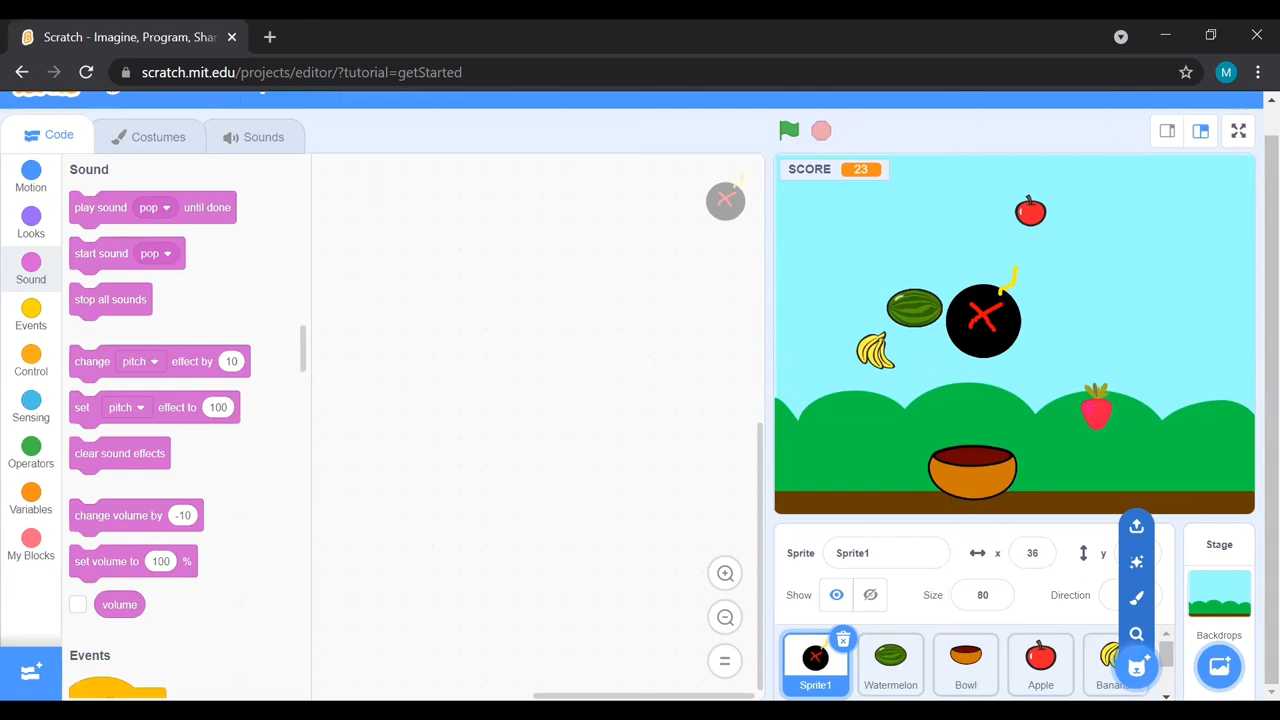 Scratch - Imagine, Program, Shar
scratch.mit.edu/projects/editor/?tutorial=getStarted
M
Code
Costumes
Sounds
Motion
Looks
Sound
Events
Control
Sensing
Operators
Variables
My Blocks
Sound
play sound pop until done
start sound pop
stop all sounds
change pitch effect by 10
set pitch effect to 100
clear sound effects
change volume by -10
set volume to 100 %
volume
Events
SCORE 23
Sprite Sprite1 x 36 y
Show Size 80 Direction
Sprite1
Watermelon
Bowl
Apple
Banan
Stage
Backdrops